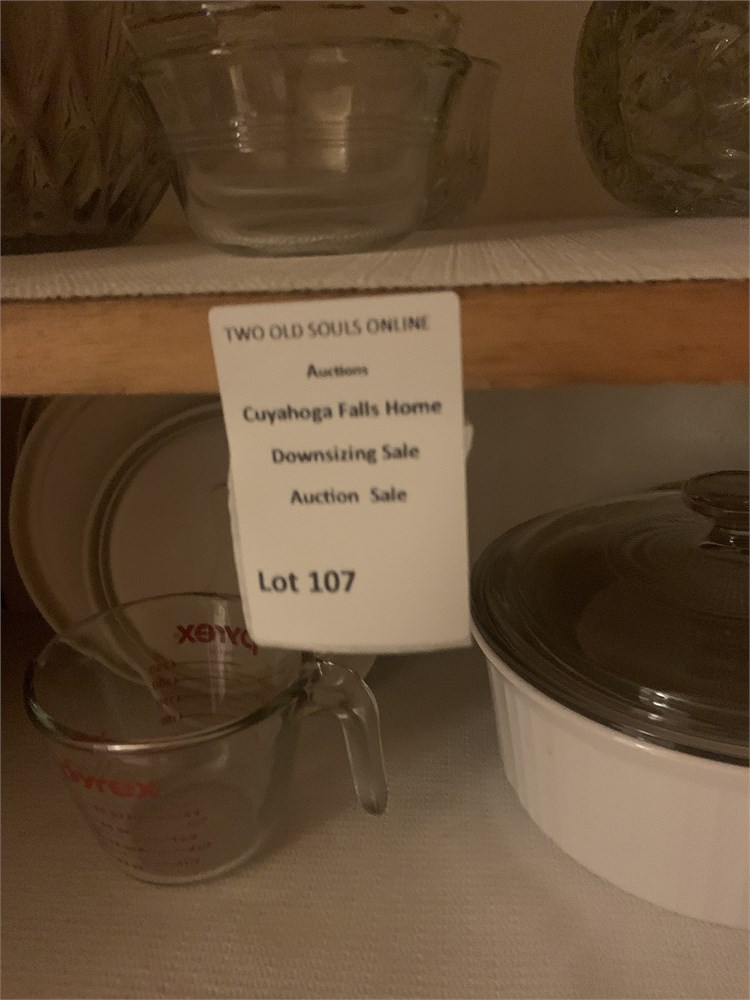 TWO OLD SOULS ONLINE
Auctions
Cuyahoga Falls Home
Downsizing Sale
Auction Sale
Lot 107
pyrex
pyrex